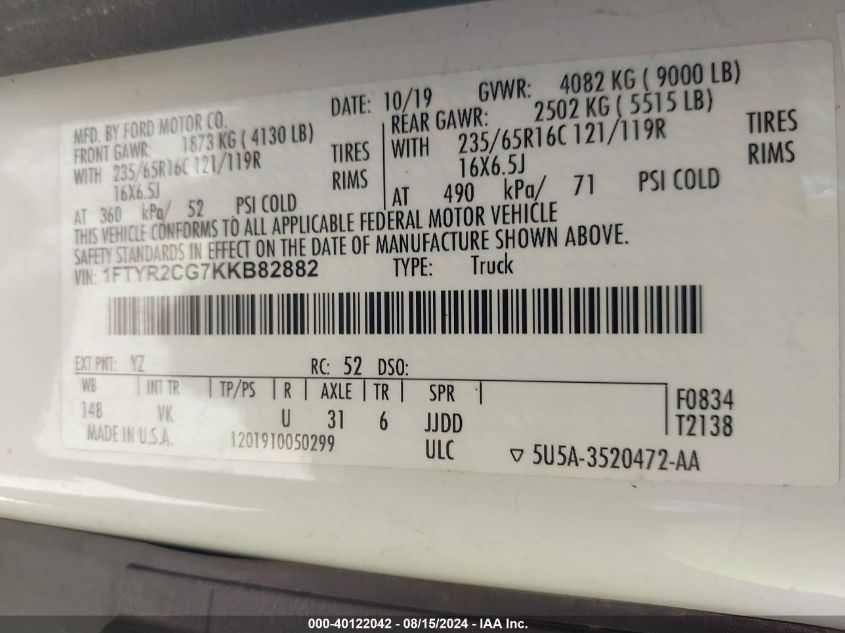 MFD. BY FORD MOTOR CO. DATE: 10/19 GVWR: 4082 KG ( 9000 LB)
FRONT GAWR: 1873 KG ( 4130 LB) REAR GAWR: 2502 KG ( 5515 LB)
WITH 235/65R16C 121/119R TIRES WITH 235/65R16C 121/119R TIRES
16X6.5J RIMS 16X6.5J RIMS
AT 360 kPa/ 52 PSI COLD AT 490 kPa/ 71 PSI COLD
THIS VEHICLE CONFORMS TO ALL APPLICABLE FEDERAL MOTOR VEHICLE
SAFETY STANDARDS IN EFFECT ON THE DATE OF MANUFACTURE SHOWN ABOVE.
VIN: 1FTYR2CG7KKB82882 TYPE: Truck
EXT PNT: YZ RC: 52 DSO:
WB INT TR TP/PS R AXLE TR SPR
148 VK U 31 6 JJDD
F0834
T2138
MADE IN U.S.A. 1201910050299 ULC ▽ 5U5A-3520472-AA
000-40122042 - 08/15/2024 - IAA Inc.